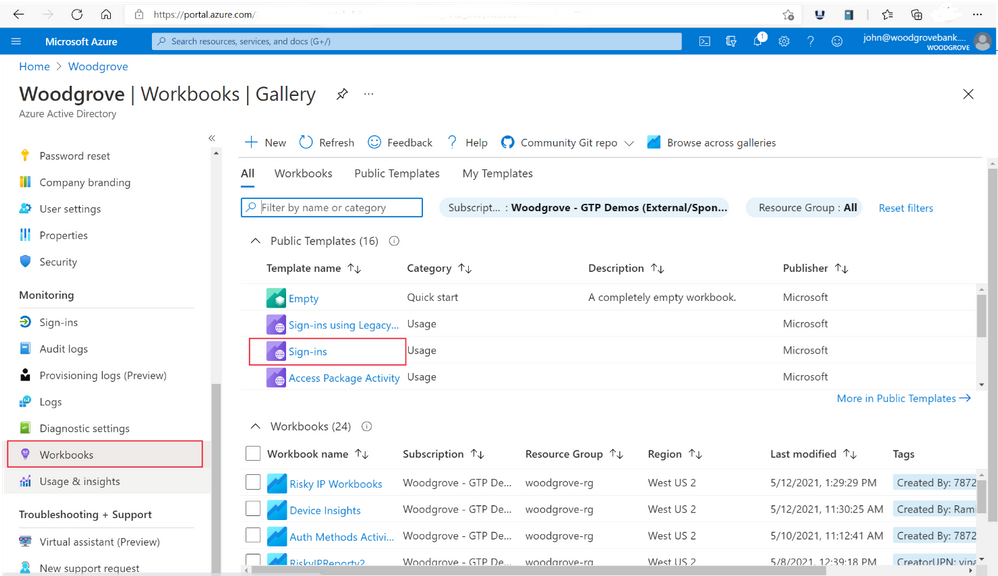 https://portal.azure.com/
Microsoft Azure
Search resources, services, and docs (G+/)
1
john@woodgrovebank....
WOODGROVE
Home > Woodgrove
Woodgrove | Workbooks | Gallery
Azure Active Directory
Password reset
Company branding
User settings
Properties
Security
Monitoring
Sign-ins
Audit logs
Provisioning logs (Preview)
Logs
Diagnostic settings
Workbooks
Usage & insights
Troubleshooting + Support
Virtual assistant (Preview)
New support request
New Refresh Feedback Help Community Git repo Browse across galleries
All Workbooks Public Templates My Templates
Filter by name or category Subscript... : Woodgrove - GTP Demos (External/Spon... Resource Group : All Reset filters
Public Templates (16)
Template name Category Description Publisher
Empty Quick start A completely empty workbook. Microsoft
Sign-ins using Legacy... Usage Microsoft
Sign-ins Usage Microsoft
Access Package Activity Usage Microsoft
More in Public Templates
Workbooks (24)
Workbook name Subscription Resource Group Region Last modified Tags
Risky IP Workbooks Woodgrove - GTP De... woodgrove-rg West US 2 5/12/2021, 1:29:29 PM Created By: 7872
Device Insights Woodgrove - GTP De... woodgrove-rg West US 2 5/12/2021, 11:30:25 AM Created By: Ram
Auth Methods Activi... Woodgrove - GTP De... woodgrove-rg West US 2 5/10/2021, 11:12:41 AM Created By: 7872
RiskyIPReporty2 Woodgrove - GTP De... woodgrove-rg West US 2 5/8/2021, 12:39:18 PM CreatorUPN: vina